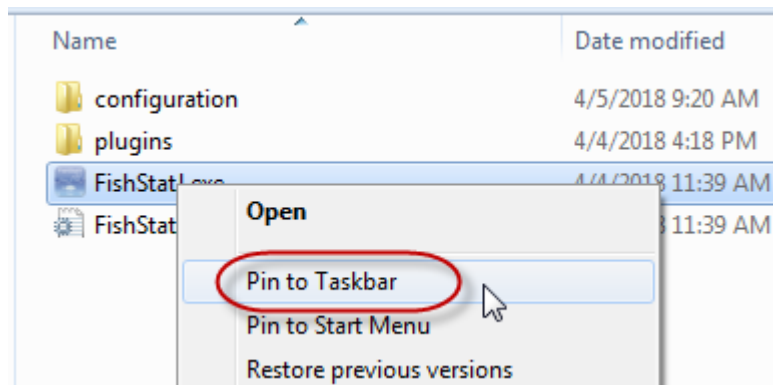 Name Date modified
configuration 4/5/2018 9:20 AM
plugins 4/4/2018 4:18 PM
4/4/2018 11:39 AM
FishStat 11:39 AM
Open
Pin to Taskbar
Pin to Start Menu
Restore previous versions